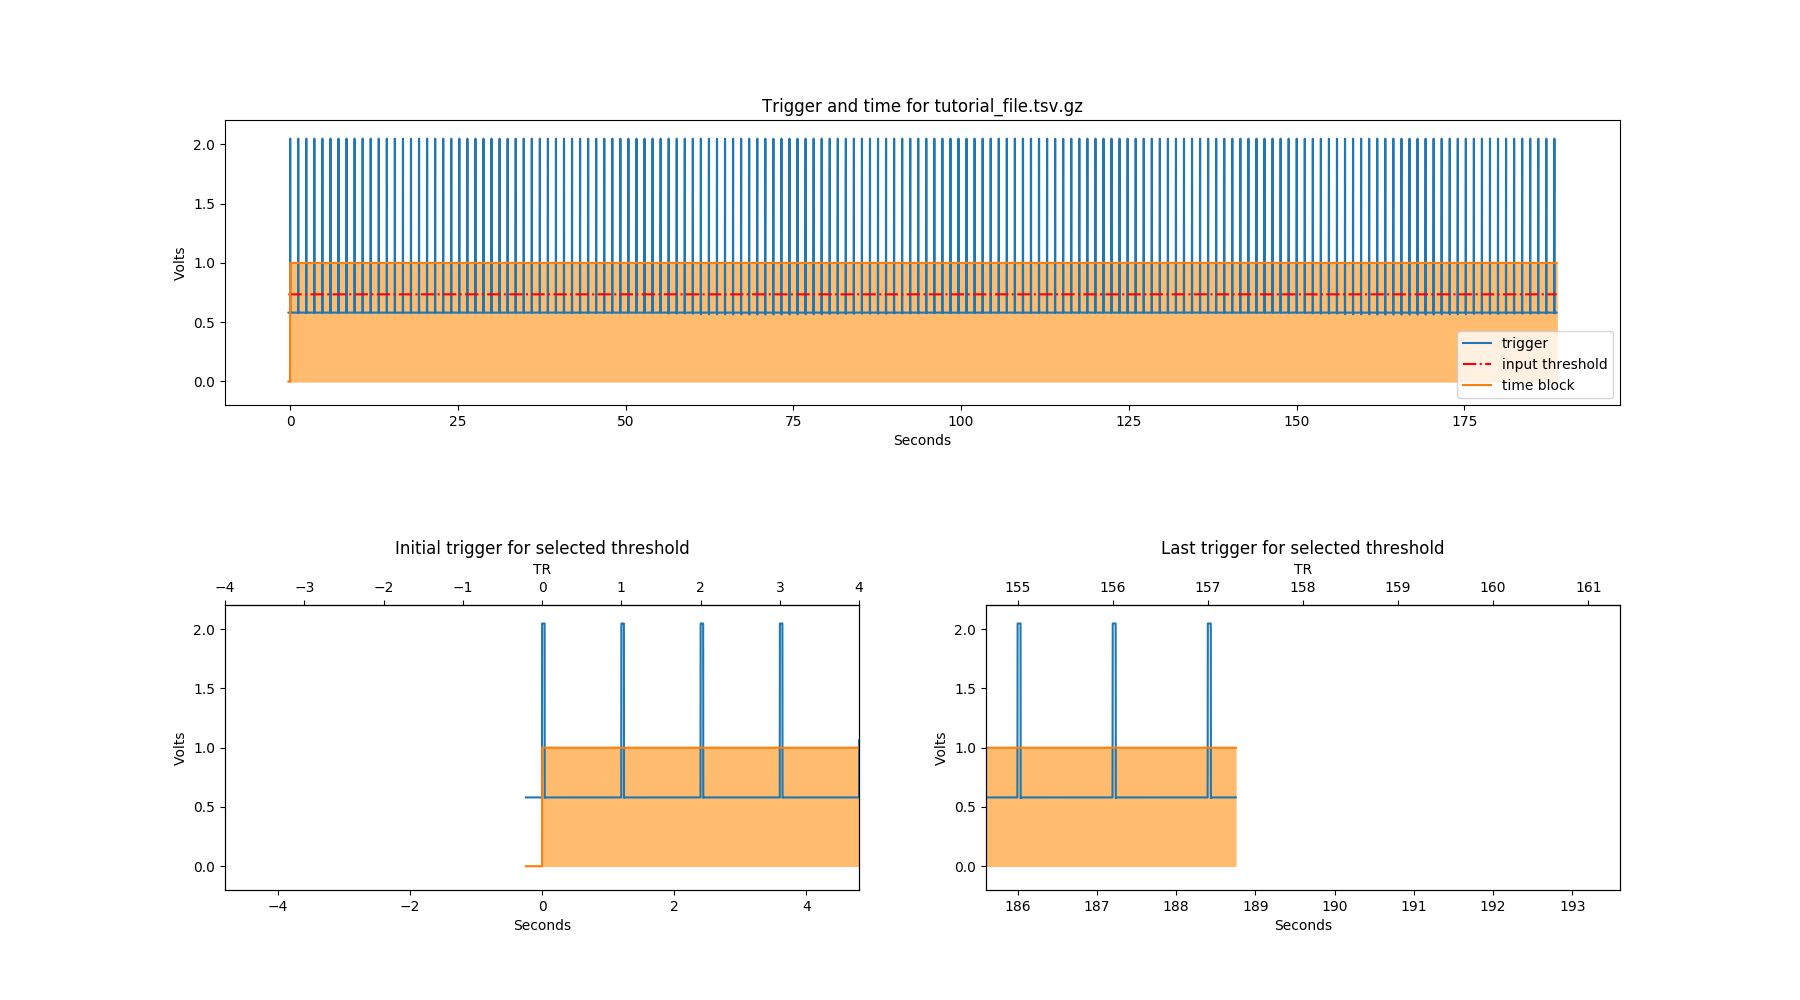 Trigger and time for tutorial_file.tsv.gz
2.0
1.5
1.0
0.5
0.0
Volts
trigger
input threshold
time block
0 25 50 75 100 125 150 175
Seconds
Initial trigger for selected threshold
TR
−4 −3 −2 −1 0 1 2 3 4
2.0
1.5
1.0
0.5
0.0
Volts
−4 −2 0 2 4
Seconds
Last trigger for selected threshold
TR
155 156 157 158 159 160 161
2.0
1.5
1.0
0.5
0.0
Volts
186 187 188 189 190 191 192 193
Seconds